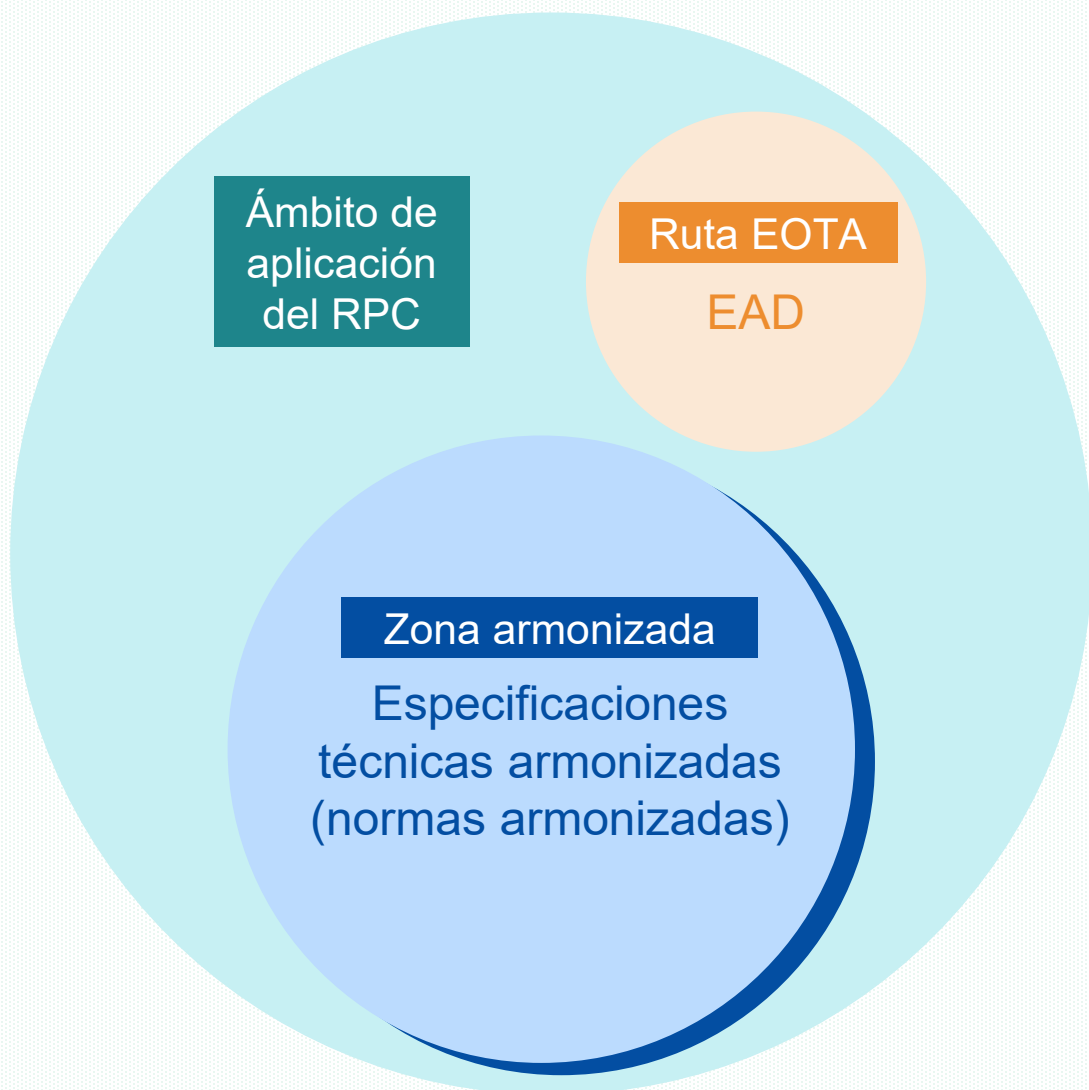 Ámbito de
aplicación
del RPC
Ruta EOTA
EAD
Zona armonizada
Especificaciones
técnicas armonizadas
(normas armonizadas)